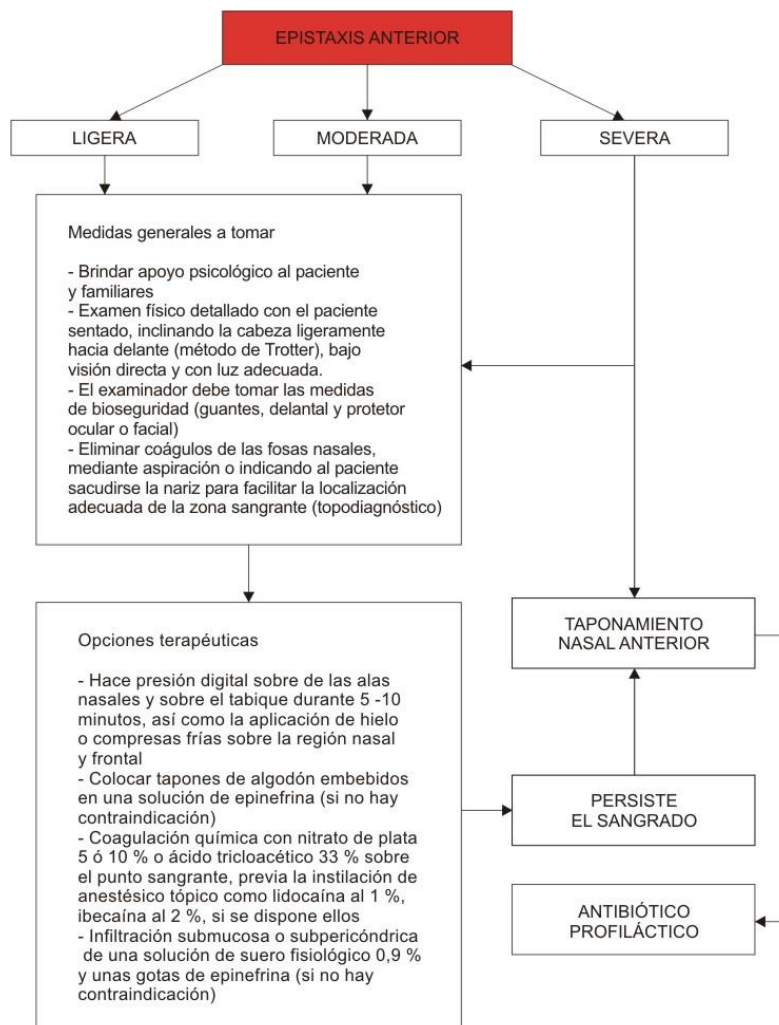 EPISTAXIS ANTERIOR
LIGERA
MODERADA
SEVERA
Medidas generales a tomar
- Brindar apoyo psicológico al paciente
y familiares
- Examen físico detallado con el paciente
sentado, inclinando la cabeza ligeramente
hacia delante (método de Trotter), bajo
visión directa y con luz adecuada.
- El examinador debe tomar las medidas
de bioseguridad (guantes, delantal y protetor
ocular o facial)
- Eliminar coágulos de las fosas nasales,
mediante aspiración o indicando al paciente
sacudirse la nariz para facilitar la localización
adecuada de la zona sangrante (topodiagnóstico)
Opciones terapéuticas
- Hace presión digital sobre de las alas
nasales y sobre el tabique durante 5 -10
minutos, así como la aplicación de hielo
o compresas frías sobre la región nasal
y frontal
- Colocar tapones de algodón embebidos
en una solución de epinefrina (si no hay
contraindicación)
- Coagulación química con nitrato de plata
5 ó 10 % o ácido tricloacético 33 % sobre
el punto sangrante, previa la instilación de
anestésico tópico como lidocaína al 1 %,
ibecaína al 2 %, si se dispone ellos
- Infiltración submucosa o subpericóndrica
de una solución de suero fisiológico 0,9 %
y unas gotas de epinefrina (si no hay
contraindicación)
TAPONAMIENTO
NASAL ANTERIOR
PERSISTE
EL SANGRADO
ANTIBIÓTICO
PROFILÁCTICO